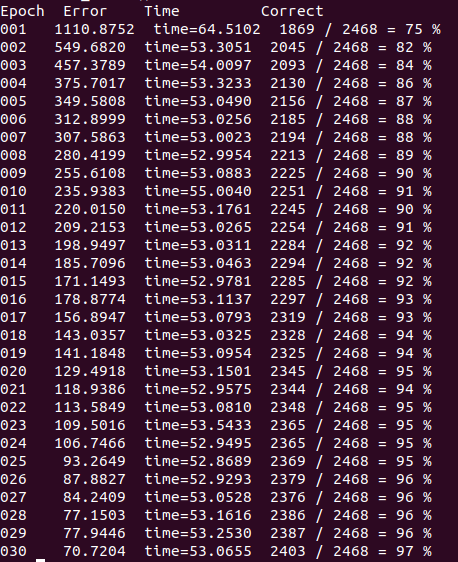 Epoch Error Time Correct
001 1110.8752 time=64.5102 1869 / 2468 = 75 %
002 549.6820 time=53.3051 2045 / 2468 = 82 %
003 457.3789 time=54.0097 2093 / 2468 = 84 %
004 375.7017 time=53.3233 2130 / 2468 = 86 %
005 349.5808 time=53.0490 2156 / 2468 = 87 %
006 312.8999 time=53.0256 2185 / 2468 = 88 %
007 307.5863 time=53.0023 2194 / 2468 = 88 %
008 280.4199 time=52.9954 2213 / 2468 = 89 %
009 255.6108 time=53.0883 2225 / 2468 = 90 %
010 235.9383 time=55.0040 2251 / 2468 = 91 %
011 220.0150 time=53.1761 2245 / 2468 = 90 %
012 209.2153 time=53.0265 2254 / 2468 = 91 %
013 198.9497 time=53.0311 2284 / 2468 = 92 %
014 185.7096 time=53.0463 2294 / 2468 = 92 %
015 171.1493 time=52.9781 2285 / 2468 = 92 %
016 178.8774 time=53.1137 2297 / 2468 = 93 %
017 156.8947 time=53.0793 2319 / 2468 = 93 %
018 143.0357 time=53.0325 2328 / 2468 = 94 %
019 141.1848 time=53.0954 2325 / 2468 = 94 %
020 129.4918 time=53.1501 2345 / 2468 = 95 %
021 118.9386 time=52.9575 2344 / 2468 = 94 %
022 113.5849 time=53.0810 2348 / 2468 = 95 %
023 109.5016 time=53.5433 2365 / 2468 = 95 %
024 106.7466 time=52.9495 2365 / 2468 = 95 %
025 93.2649 time=52.8689 2353 / 2468 = 95 %
026 87.8827 time=52.9293 2379 / 2468 = 96 %
027 84.2409 time=53.0528 2376 / 2468 = 96 %
028 77.1503 time=53.1616 2386 / 2468 = 96 %
029 77.9446 time=53.2530 2387 / 2468 = 96 %
030 70.7204 time=53.0655 2403 / 2468 = 97 %